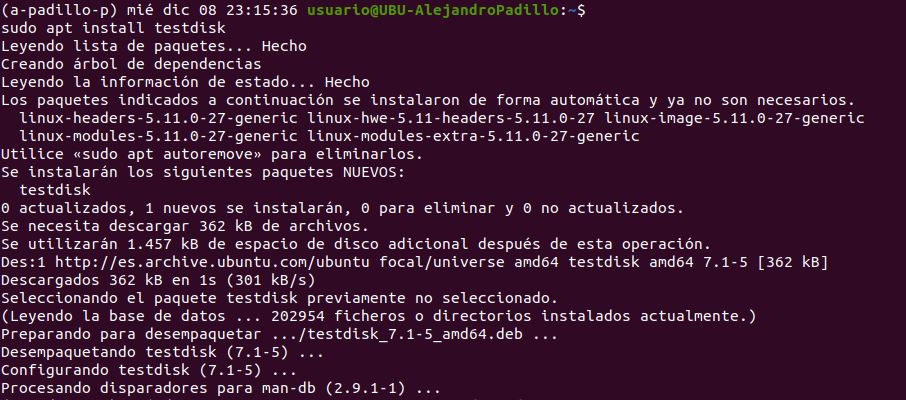 (a-padillo-p) mié dic 08 23:15:36 usuario@UBU-AlejandroPadillo:~$
sudo apt install testdisk
Leyendo lista de paquetes... Hecho
Creando árbol de dependencias
Leyendo la información de estado... Hecho
Los paquetes indicados a continuación se instalaron de forma automática y ya no son necesarios.
  linux-headers-5.11.0-27-generic linux-hwe-5.11-headers-5.11.0-27 linux-image-5.11.0-27-generic
  linux-modules-5.11.0-27-generic linux-modules-extra-5.11.0-27-generic
Utilice «sudo apt autoremove» para eliminarlos.
Se instalarán los siguientes paquetes NUEVOS:
  testdisk
0 actualizados, 1 nuevos se instalarán, 0 para eliminar y 0 no actualizados.
Se necesita descargar 362 kB de archivos.
Se utilizarán 1.457 kB de espacio de disco adicional después de esta operación.
Des:1 http://es.archive.ubuntu.com/ubuntu focal/universe amd64 testdisk amd64 7.1-5 [362 kB]
Descargados 362 kB en 1s (301 kB/s)
Seleccionando el paquete testdisk previamente no seleccionado.
(Leyendo la base de datos ... 202954 ficheros o directorios instalados actualmente.)
Preparando para desempaquetar .../testdisk_7.1-5_amd64.deb ...
Desempaquetando testdisk (7.1-5) ...
Configurando testdisk (7.1-5) ...
Procesando disparadores para man-db (2.9.1-1) ...